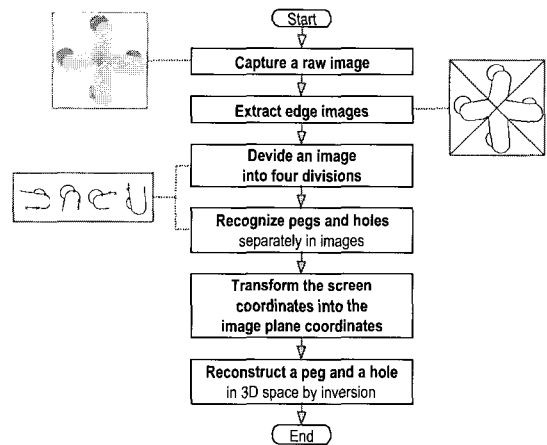 Start
Capture a raw image
Extract edge images
Devide an image
into four divisions
Recognize pegs and holes
separately in images
Transform the screen
coordinates into the
image plane coordinates
Reconstruct a peg and a hole
in 3D space by inversion
End